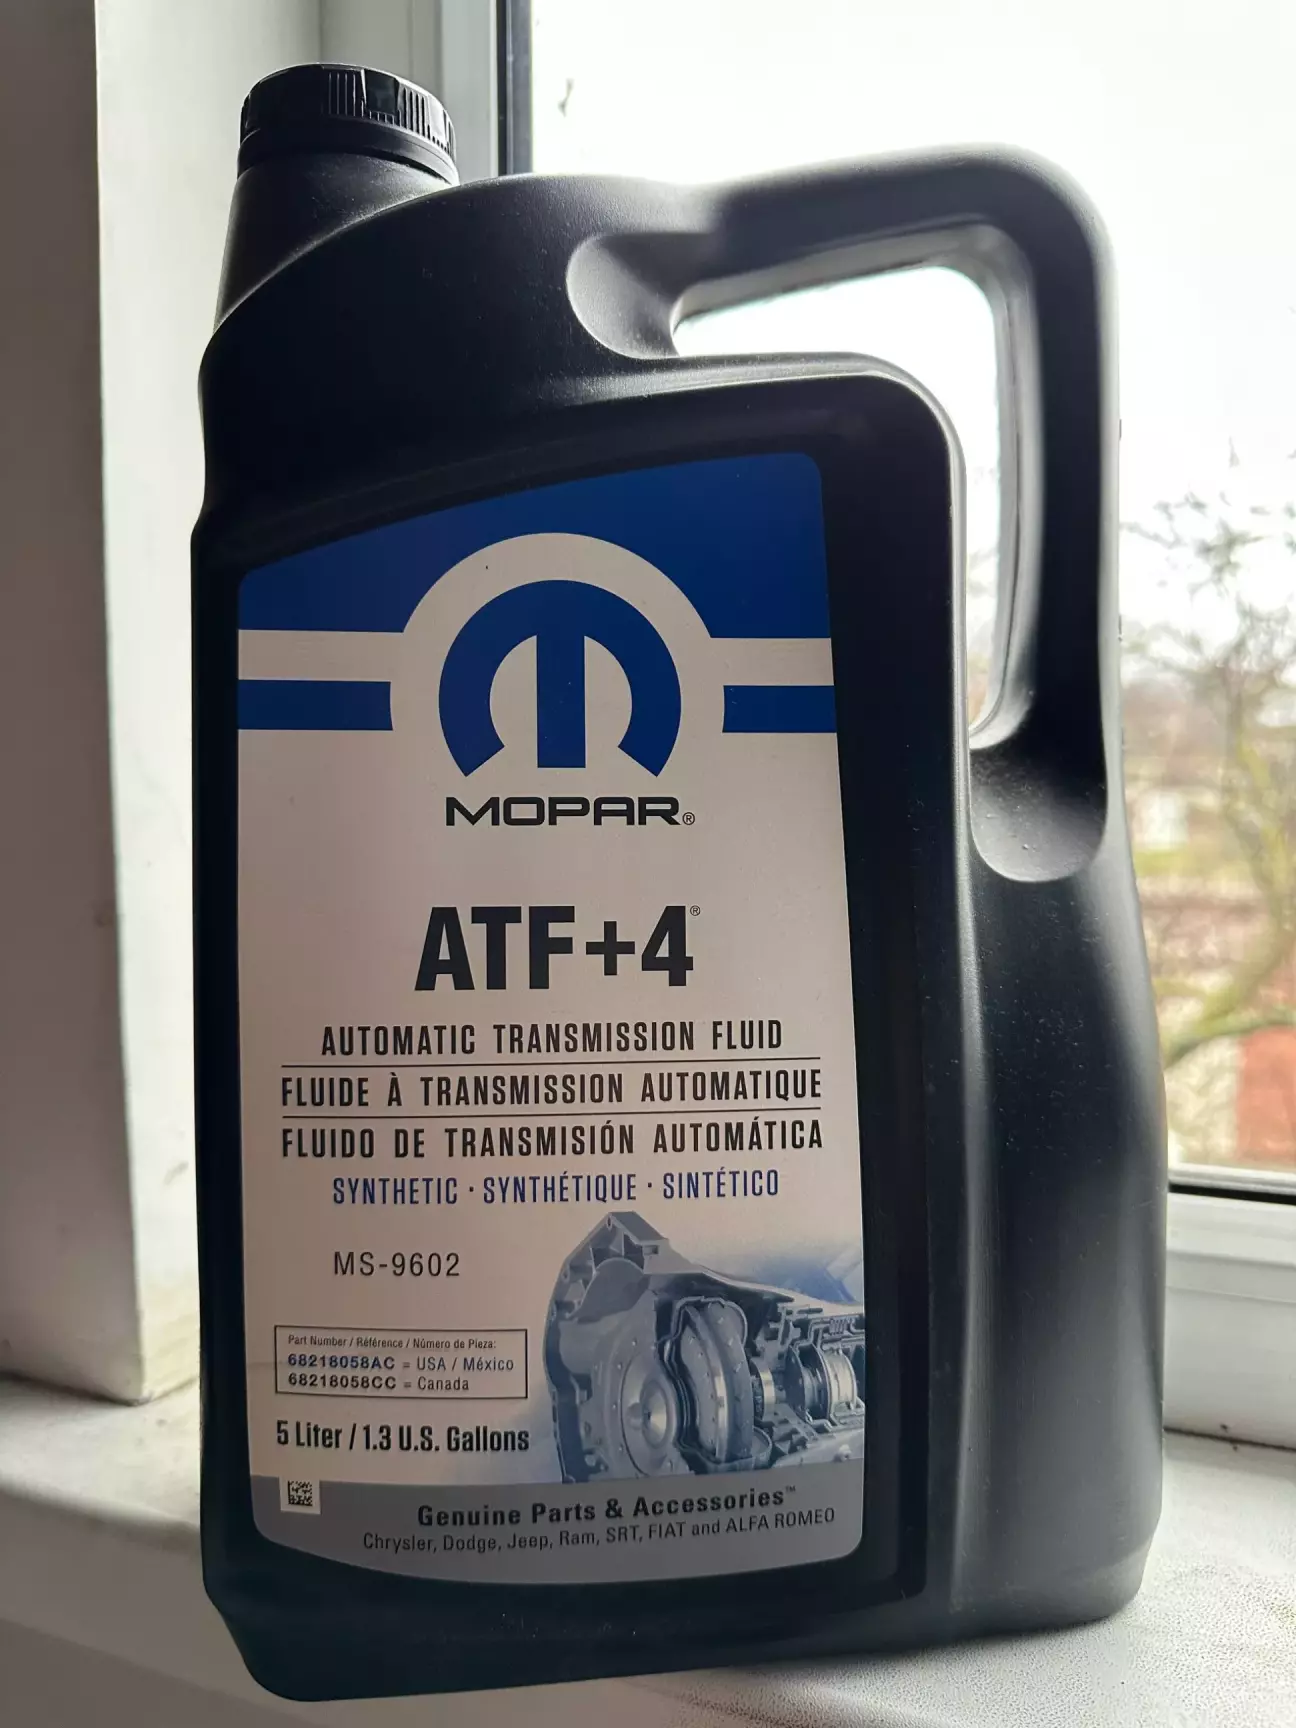 MOPAR®
ATF+4®
AUTOMATIC TRANSMISSION FLUID
FLUIDE À TRANSMISSION AUTOMATIQUE
FLUIDO DE TRANSMISIÓN AUTOMÁTICA
SYNTHETIC · SYNTHÉTIQUE · SINTÉTICO
MS-9602
Part Number / Référence / Número de Pieza:
68218058AC = USA / México
68218058CC = Canada
5 Liter / 1.3 U.S. Gallons
Genuine Parts & Accessories™
Chrysler, Dodge, Jeep, Ram, SRT, FIAT and ALFA ROMEO